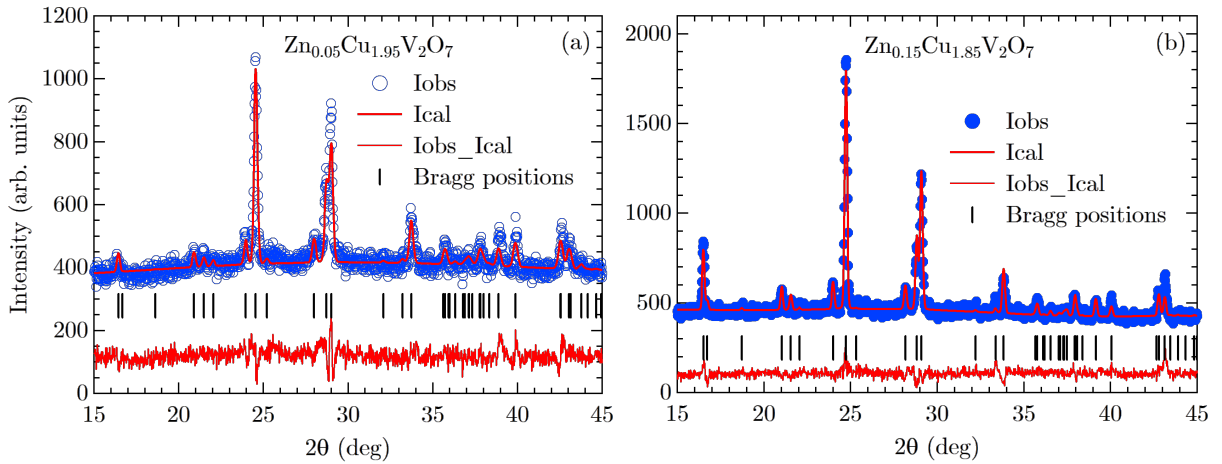 Zn₀.₀₅Cu₁.₉₅V₂O₇
(a)
Iobs
Ical
Iobs_Ical
Bragg positions
Intensity (arb. units)
1200
1000
800
600
400
200
0
15 20 25 30 35 40 45
2θ (deg)
Zn₀.₁₅Cu₁.₈₅V₂O₇
(b)
Iobs
Ical
Iobs_Ical
Bragg positions
2000
1500
1000
500
0
15 20 25 30 35 40 45
2θ (deg)